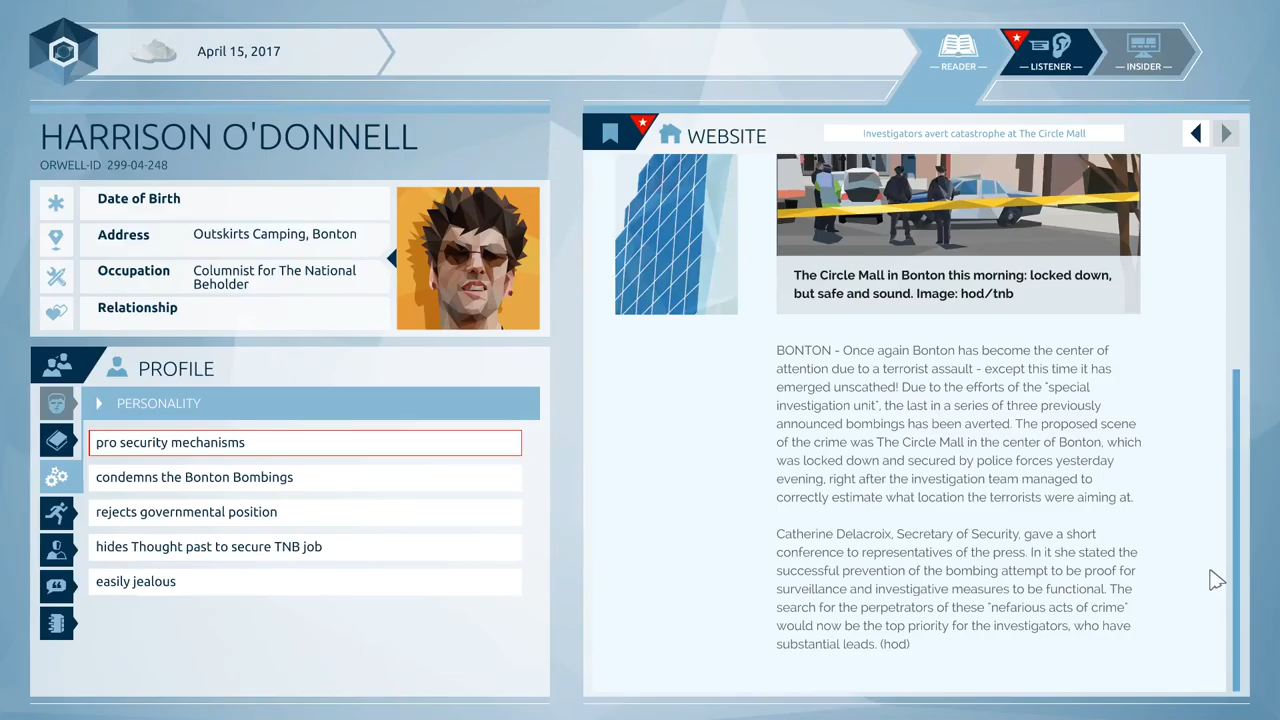 April 15, 2017
— READER —
— LISTENER —
— INSIDER —
HARRISON O'DONNELL
ORWELL-ID 299-04-248
Date of Birth
Address Outskirts Camping, Bonton
Occupation Columnist for The National
Beholder
Relationship
PROFILE
PERSONALITY
pro security mechanisms
condemns the Bonton Bombings
rejects governmental position
hides Thought past to secure TNB job
easily jealous
WEBSITE
Investigators avert catastrophe at The Circle Mall
The Circle Mall in Bonton this morning: locked down,
but safe and sound. Image: hod/tnb
BONTON - Once again Bonton has become the center of
attention due to a terrorist assault - except this time it has
emerged unscathed! Due to the efforts of the "special
investigation unit", the last in a series of three previously
announced bombings has been averted. The proposed scene
of the crime was The Circle Mall in the center of Bonton, which
was locked down and secured by police forces yesterday
evening, right after the investigation team managed to
correctly estimate what location the terrorists were aiming at.
Catherine Delacroix, Secretary of Security, gave a short
conference to representatives of the press. In it she stated the
successful prevention of the bombing attempt to be proof for
surveillance and investigative measures to be functional. The
search for the perpetrators of these "nefarious acts of crime"
would now be the top priority for the investigators, who have
substantial leads. (hod)